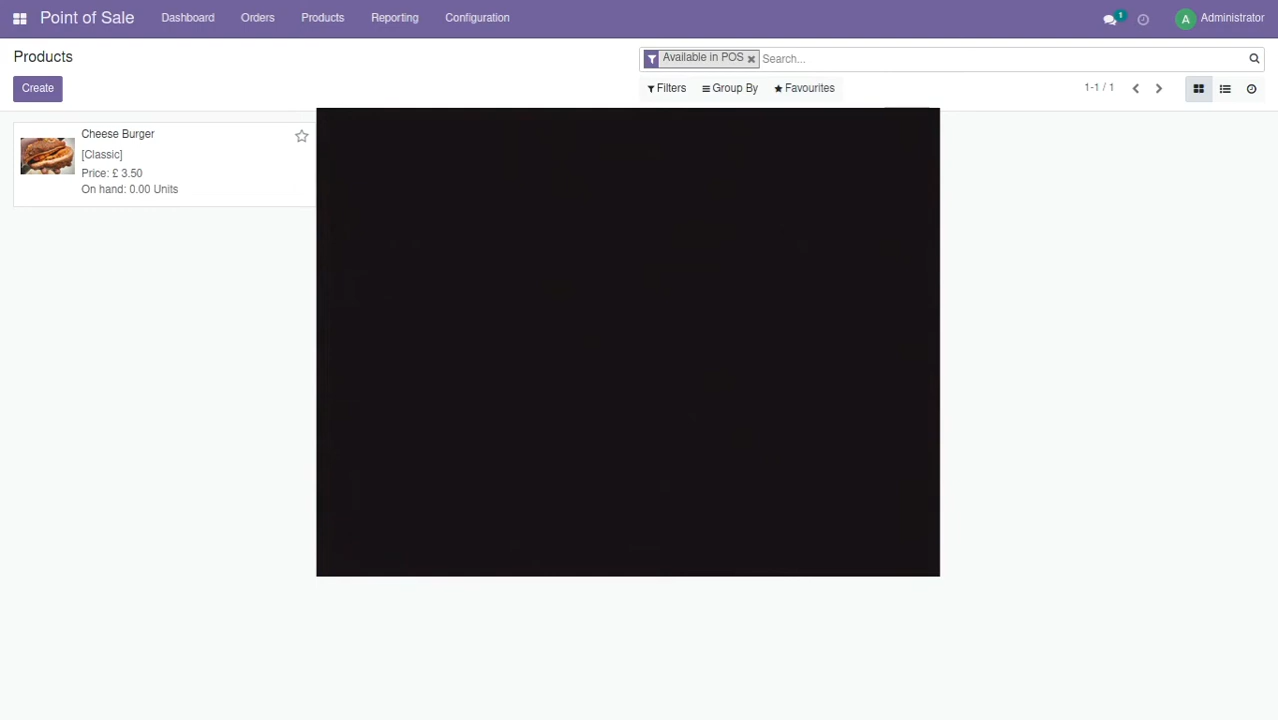 Point of Sale Dashboard Orders Products Reporting Configuration 1 A Administrator
Products
Available in POS Search...
Create
Filters Group By Favourites 1-1 / 1
Cheese Burger
[Classic]
Price: £ 3.50
On hand: 0.00 Units